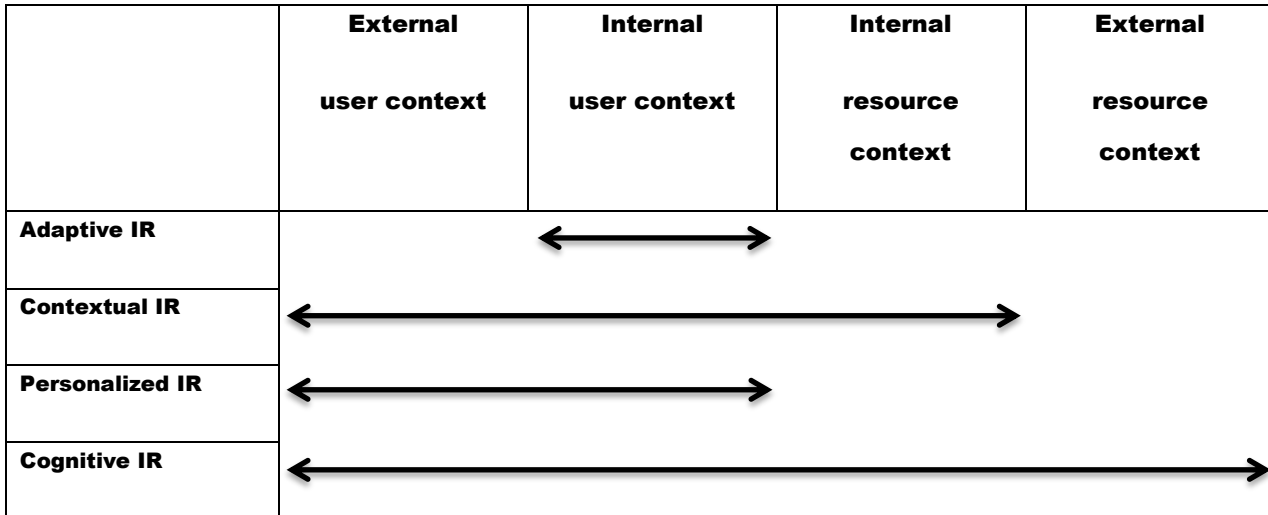 External Internal Internal External
user context user context resource resource
context context
Adaptive IR
Contextual IR
Personalized IR
Cognitive IR